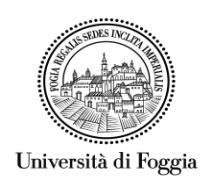 FOGIA REGALIS SEDES INCLITA IMPERIALIS
Università di Foggia